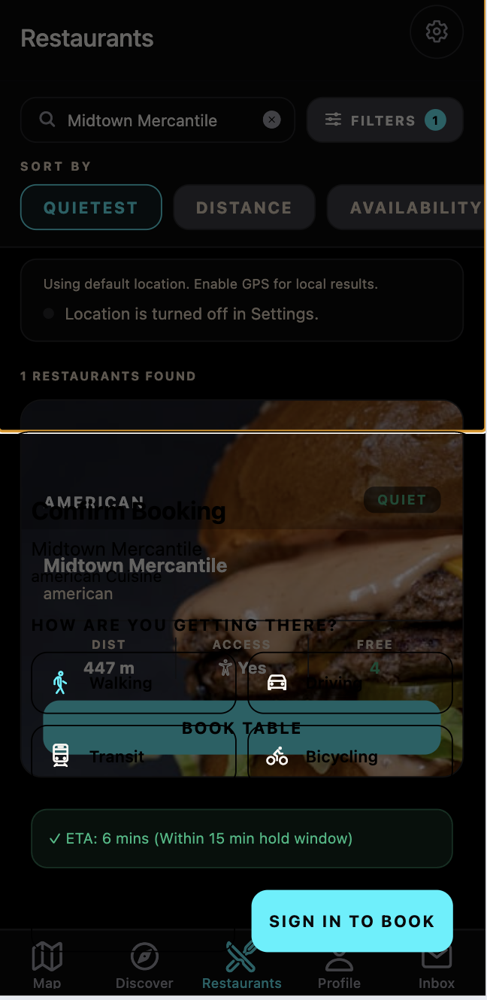 Restaurants
Midtown Mercantile
FILTERS 1
SORT BY
QUIETEST DISTANCE AVAILABILITY
Using default location. Enable GPS for local results.
Location is turned off in Settings.
1 RESTAURANTS FOUND
AMERICAN QUIET
Confirm Booking
Midtown Mercantile
Midtown Mercantile
american Cuisine
american
HOW ARE YOU GETTING THERE?
DIST ACCESS FREE
447 m Yes 4
Walking Driving
BOOK TABLE
Transit Bicycling
✓ ETA: 6 mins (Within 15 min hold window)
SIGN IN TO BOOK
Map Discover Restaurants Profile Inbox